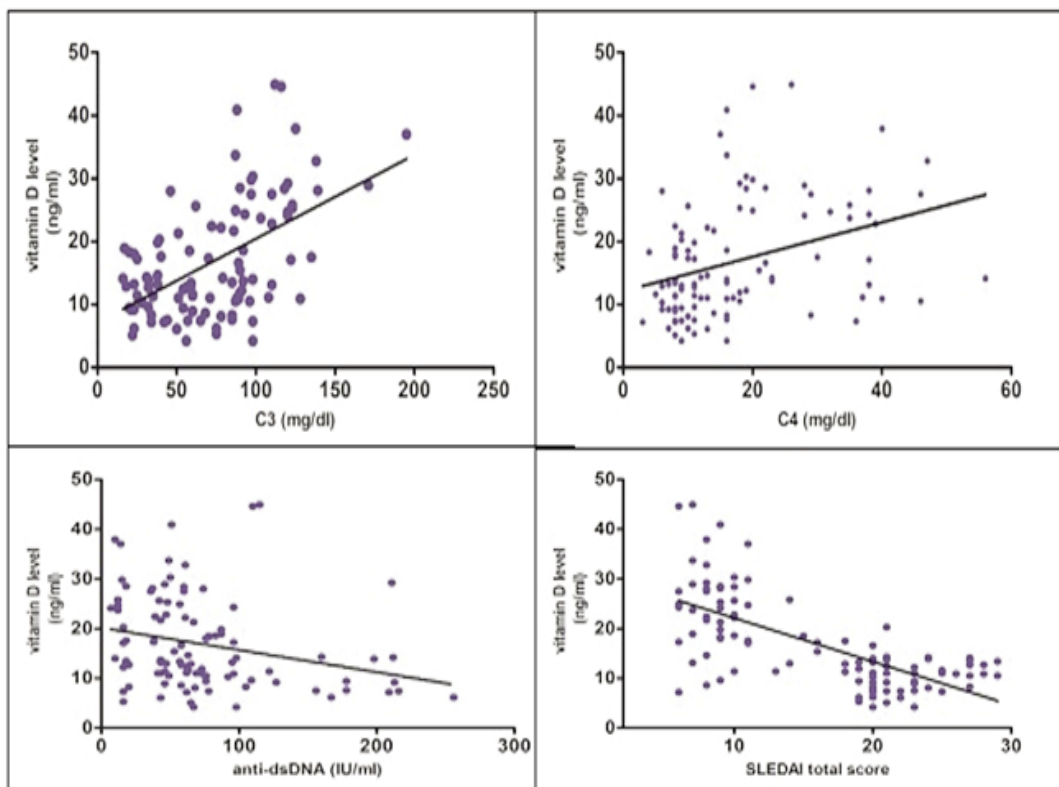 50
40
30
20
10
0
vitamin D level
(ng/ml)
0 50 100 150 200 250
C3 (mg/dl)
50
40
30
20
10
0
vitamin D level
(ng/ml)
0 20 40 60
C4 (mg/dl)
50
40
30
20
10
0
vitamin D level
(ng/ml)
0 100 200 300
anti-dsDNA (IU/ml)
50
40
30
20
10
0
vitamin D level
(ng/ml)
10 20 30
SLEDAI total score